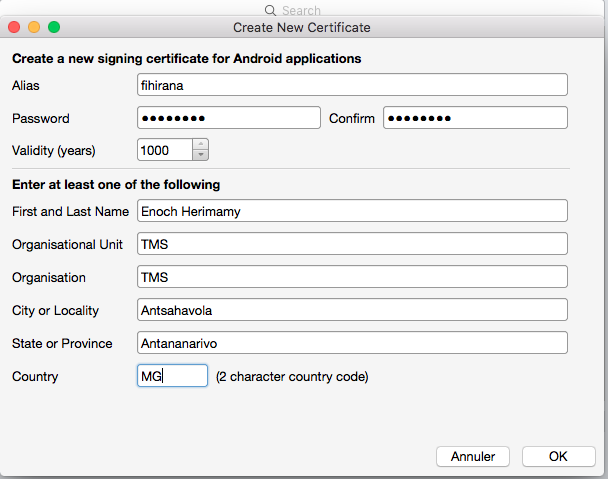 Search
Create New Certificate
Create a new signing certificate for Android applications
Alias fihirana
Password ●●●●●●●● Confirm ●●●●●●●●
Validity (years) 1000
Enter at least one of the following
First and Last Name Enoch Herimamy
Organisational Unit TMS
Organisation TMS
City or Locality Antsahavola
State or Province Antananarivo
Country MG (2 character country code)
Annuler OK